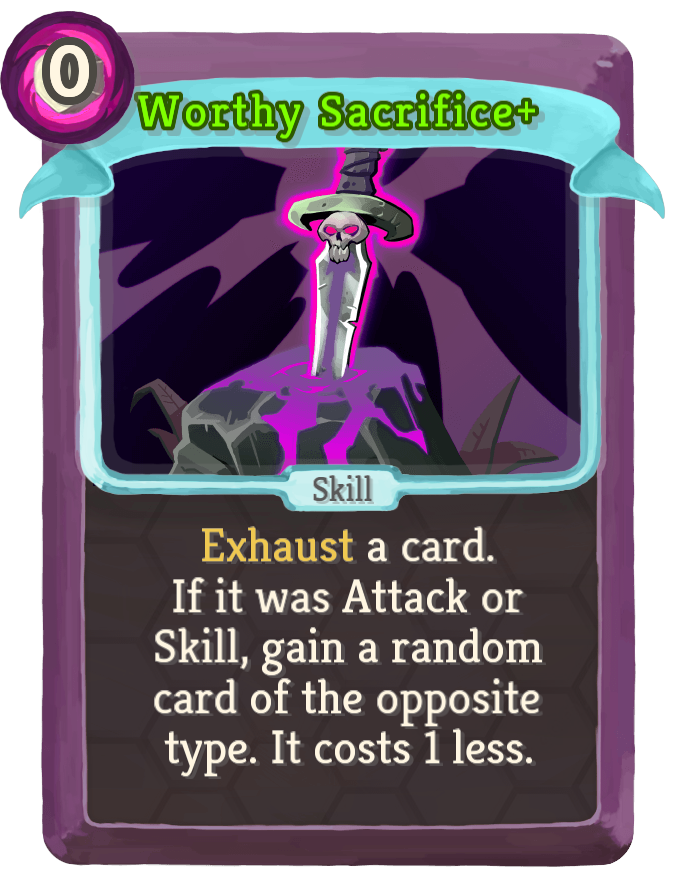 0
Worthy Sacrifice+
Skill
Exhaust a card.
If it was Attack or
Skill, gain a random
card of the opposite
type. It costs 1 less.